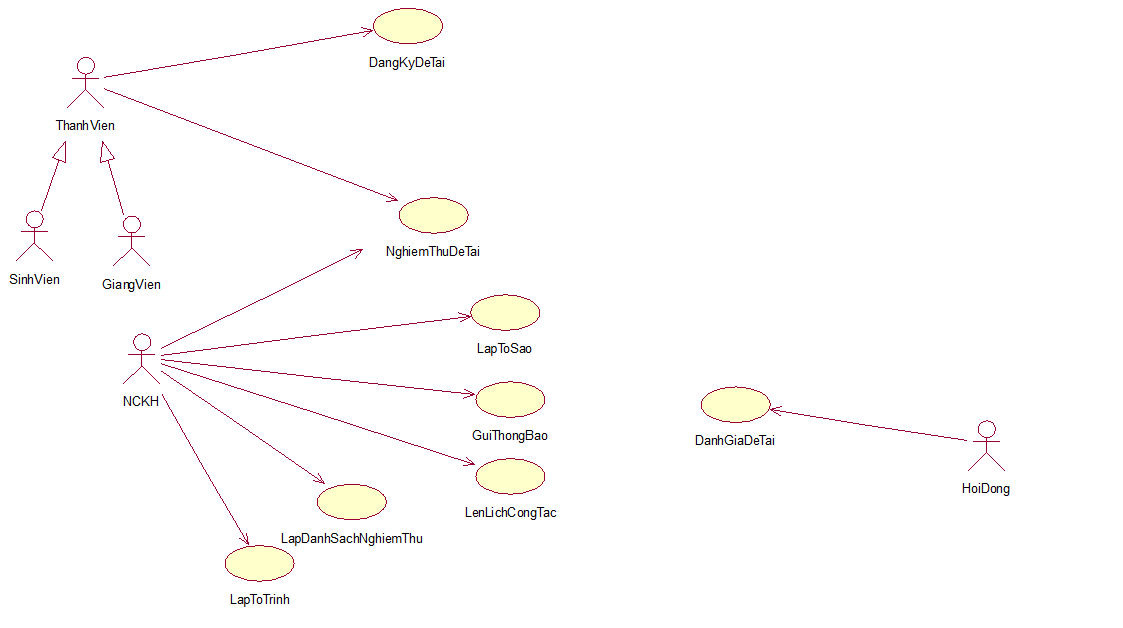 DangKyDeTai
ThanhVien
NghiemThuDeTai
SinhVien
GiangVien
LapToSao
NCKH
GuiThongBao
DanhGiaDeTai
HoiDong
LenLichCongTac
LapDanhSachNghiemThu
LapToTrinh